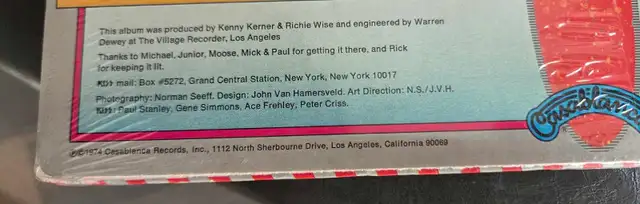 This album was produced by Kenny Kerner & Richie Wise and engineered by Warren
Dewey at The Village Recorder, Los Angeles
Thanks to Michael, Junior, Moose, Mick & Paul for getting it there, and Rick
for keeping it lit.
KISS mail: Box #5272, Grand Central Station, New York, New York 10017
Photography: Norman Seeff. Design: John Van Hamersveld. Art Direction: N.S./J.V.H.
KISS: Paul Stanley, Gene Simmons, Ace Frehley, Peter Criss.
Casablanca
®
℗©1974 Casablanca Records, Inc., 1112 North Sherbourne Drive, Los Angeles, California 90069